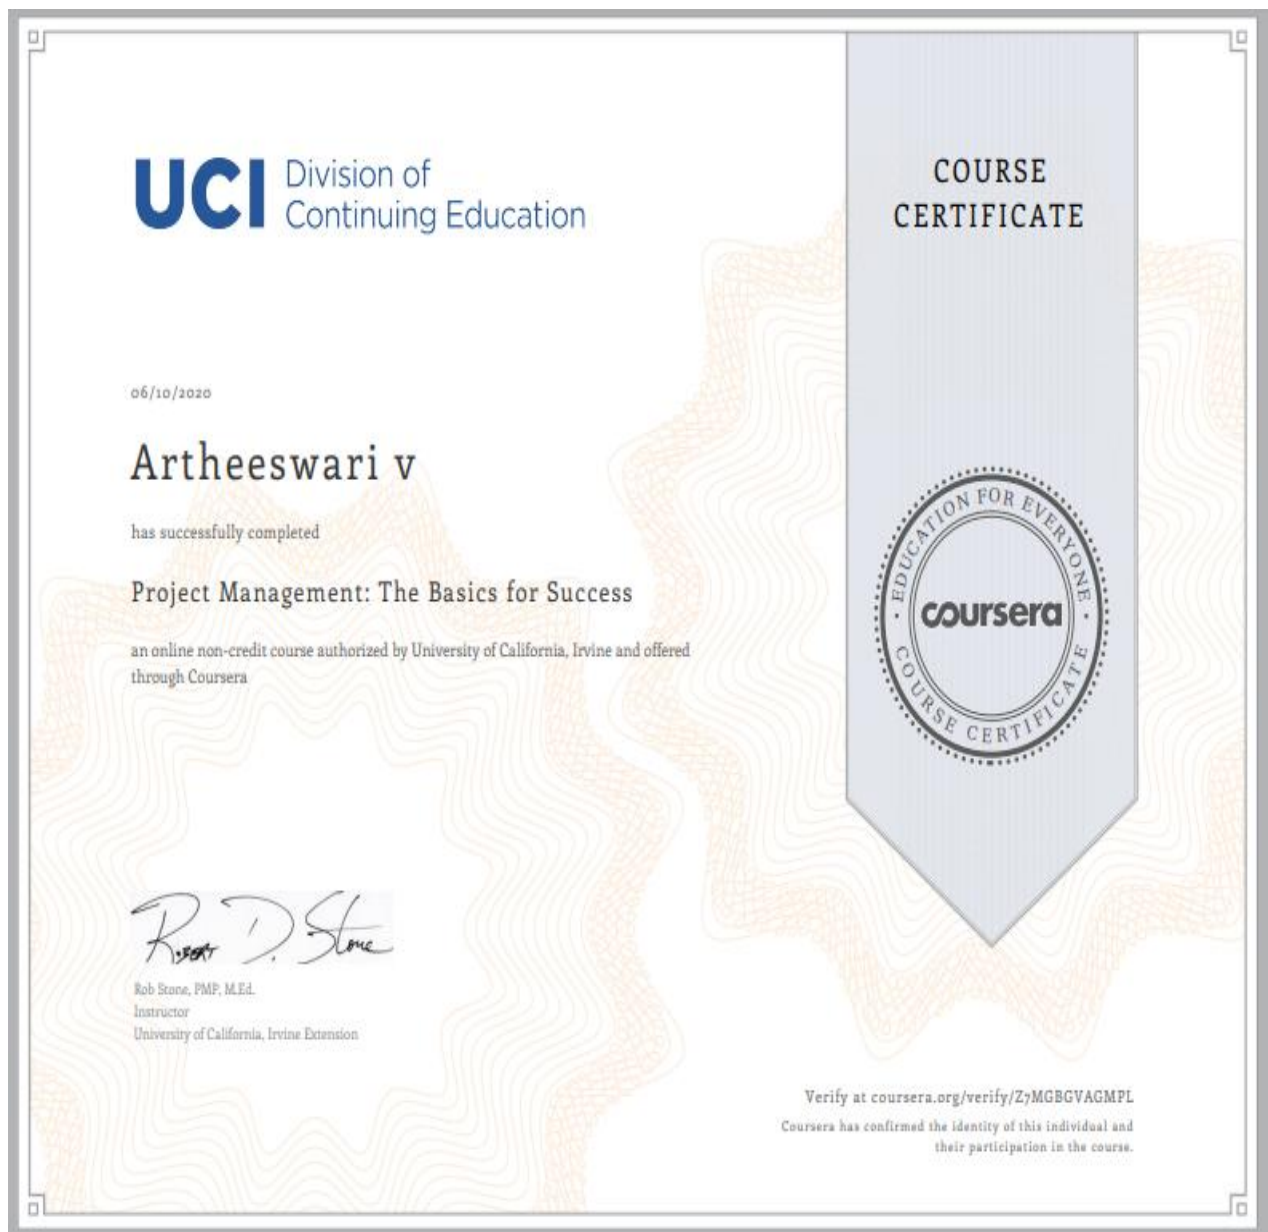 UCI Division of
Continuing Education
COURSE
CERTIFICATE
06/10/2020
Artheeswari v
has successfully completed
Project Management: The Basics for Success
an online non-credit course authorized by University of California, Irvine and offered
through Coursera
EDUCATION FOR EVERYONE
coursera
COURSE CERTIFICATE
Robert D. Stone
Rob Stone, PMP, M.Ed.
Instructor
University of California, Irvine Extension
Verify at coursera.org/verify/Z7MGBGVAGMPL
Coursera has confirmed the identity of this individual and
their participation in the course.